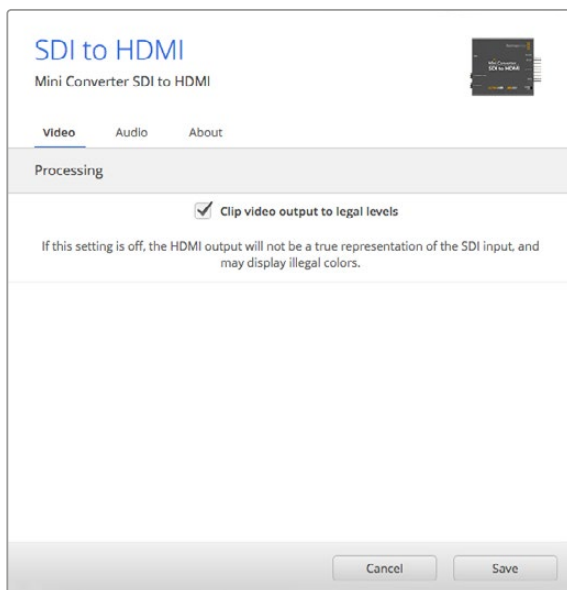 SDI to HDMI
Mini Converter SDI to HDMI
Video Audio About
Processing
Clip video output to legal levels
If this setting is off, the HDMI output will not be a true representation of the SDI input, and
may display illegal colors.
Cancel Save